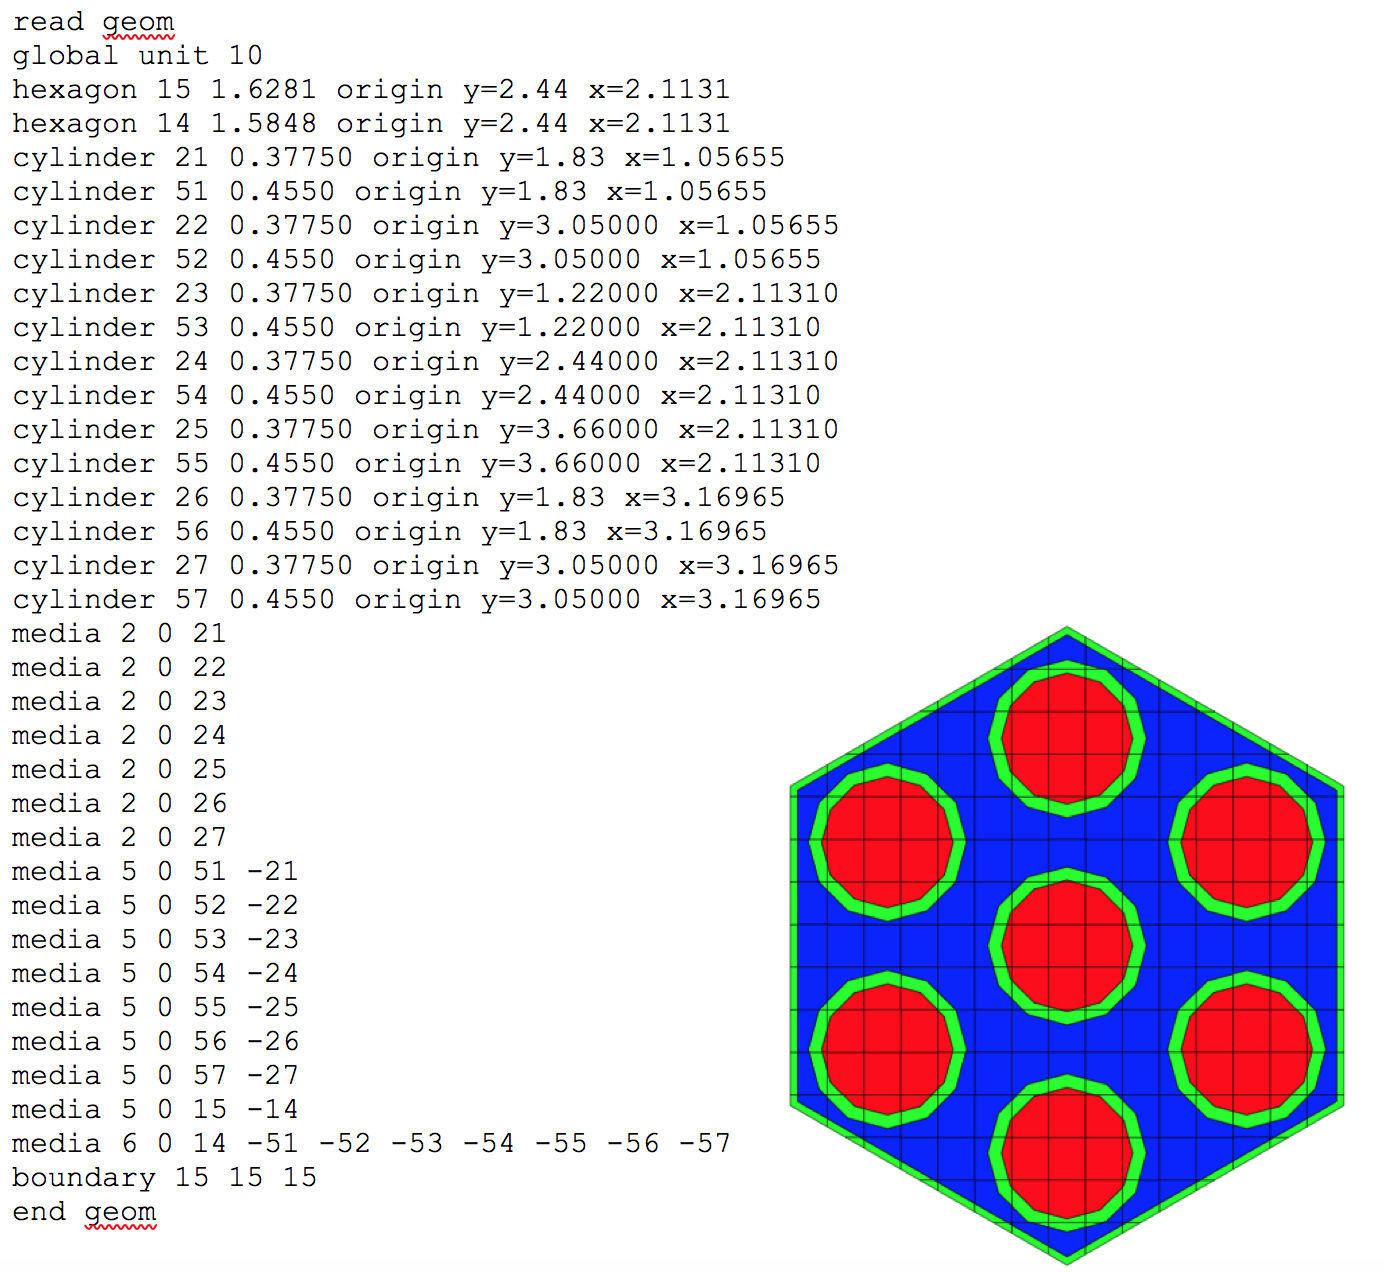 read geom
global unit 10
hexagon 15 1.6281 origin y=2.44 x=2.1131
hexagon 14 1.5848 origin y=2.44 x=2.1131
cylinder 21 0.37750 origin y=1.83 x=1.05655
cylinder 51 0.4550 origin y=1.83 x=1.05655
cylinder 22 0.37750 origin y=3.05000 x=1.05655
cylinder 52 0.4550 origin y=3.05000 x=1.05655
cylinder 23 0.37750 origin y=1.22000 x=2.11310
cylinder 53 0.4550 origin y=1.22000 x=2.11310
cylinder 24 0.37750 origin y=2.44000 x=2.11310
cylinder 54 0.4550 origin y=2.44000 x=2.11310
cylinder 25 0.37750 origin y=3.66000 x=2.11310
cylinder 55 0.4550 origin y=3.66000 x=2.11310
cylinder 26 0.37750 origin y=1.83 x=3.16965
cylinder 56 0.4550 origin y=1.83 x=3.16965
cylinder 27 0.37750 origin y=3.05000 x=3.16965
cylinder 57 0.4550 origin y=3.05000 x=3.16965
media 2 0 21
media 2 0 22
media 2 0 23
media 2 0 24
media 2 0 25
media 2 0 26
media 2 0 27
media 5 0 51 -21
media 5 0 52 -22
media 5 0 53 -23
media 5 0 54 -24
media 5 0 55 -25
media 5 0 56 -26
media 5 0 57 -27
media 5 0 15 -14
media 6 0 14 -51 -52 -53 -54 -55 -56 -57
boundary 15 15 15
end geom